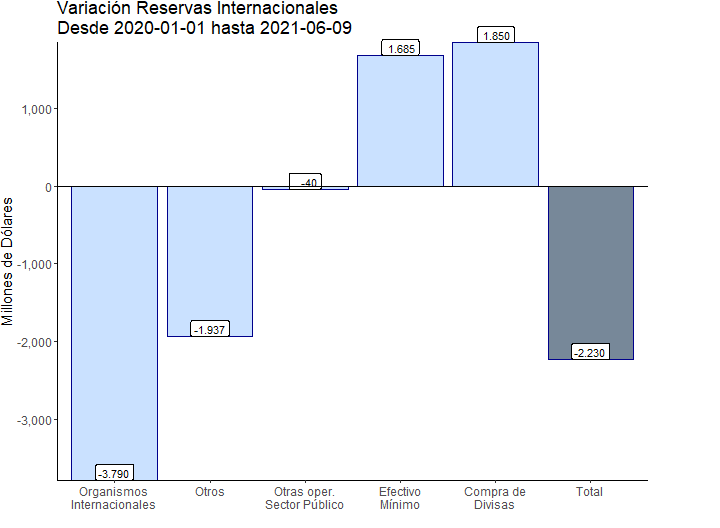 Variación Reservas Internacionales
Desde 2020-01-01 hasta 2021-06-09
Millones de Dólares
1,000
0
-1,000
-2,000
-3,000
-3.790
-1.937
-40
1.685
1.850
-2.230
Organismos
Internacionales
Otros
Otras oper.
Sector Público
Efectivo
Mínimo
Compra de
Divisas
Total